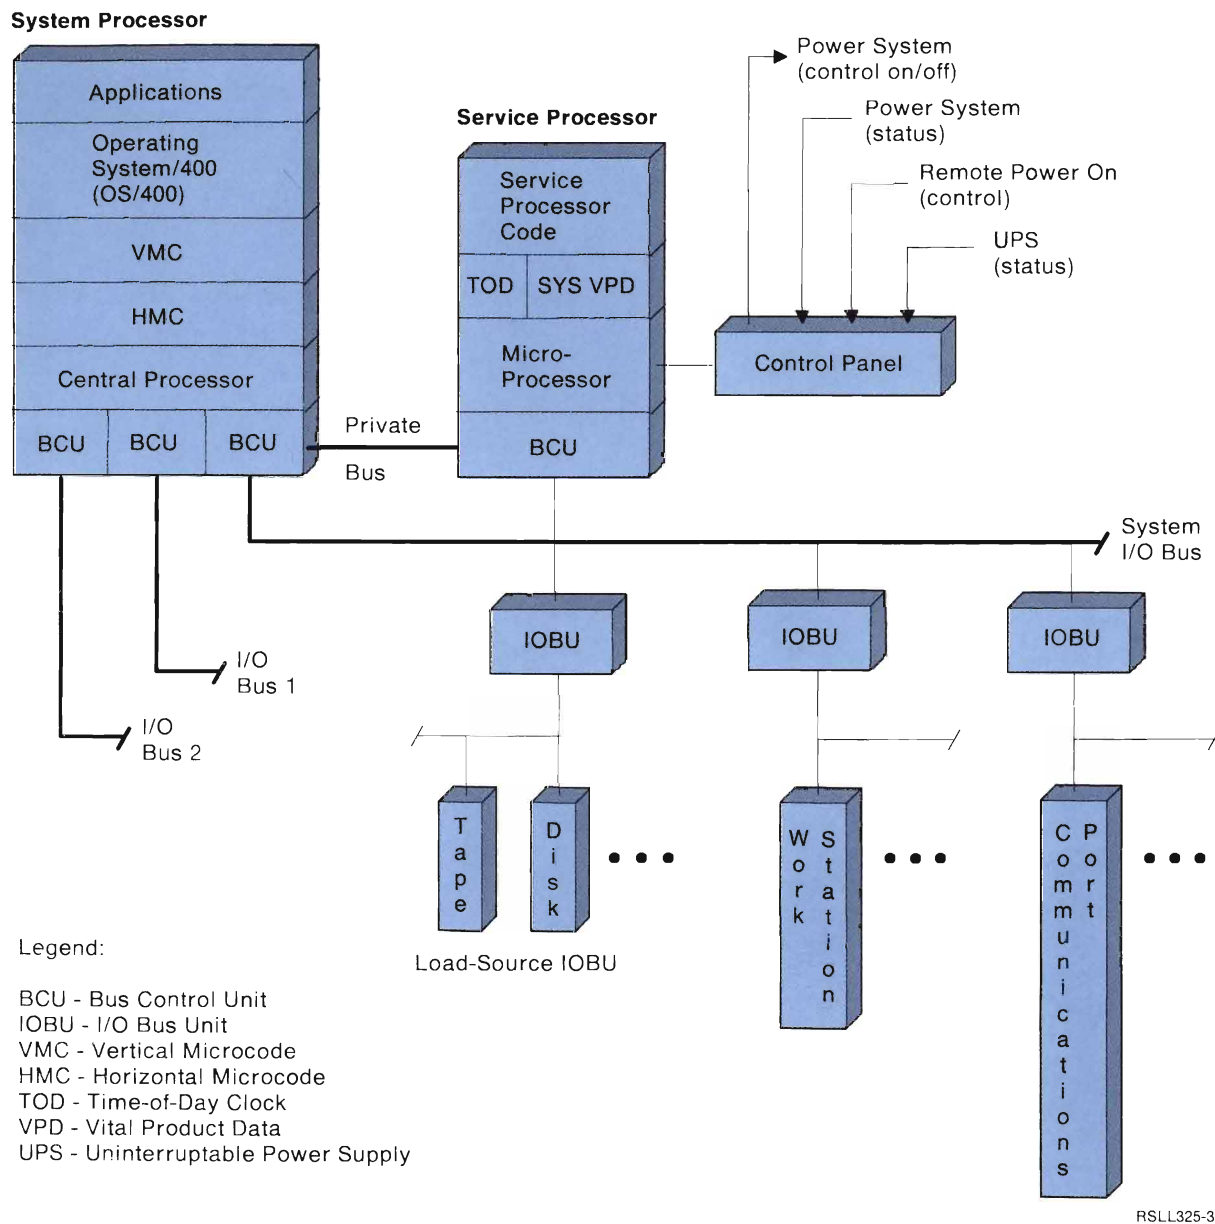 System Processor
Applications
Operating
System/400
(OS/400)
VMC
HMC
Central Processor
BCU
BCU
BCU
Private
Bus
Service Processor
Service
Processor
Code
TOD
SYS VPD
Micro-
Processor
BCU
Power System
(control on/off)
Power System
(status)
Remote Power On
(control)
UPS
(status)
Control Panel
System
I/O Bus
I/O
Bus 1
I/O
Bus 2
IOBU
IOBU
IOBU
Tape
Disk
Load-Source IOBU
Work
Station
Communications
Port
Legend:
BCU - Bus Control Unit
IOBU - I/O Bus Unit
VMC - Vertical Microcode
HMC - Horizontal Microcode
TOD - Time-of-Day Clock
VPD - Vital Product Data
UPS - Uninterruptable Power Supply
RSLL325-3